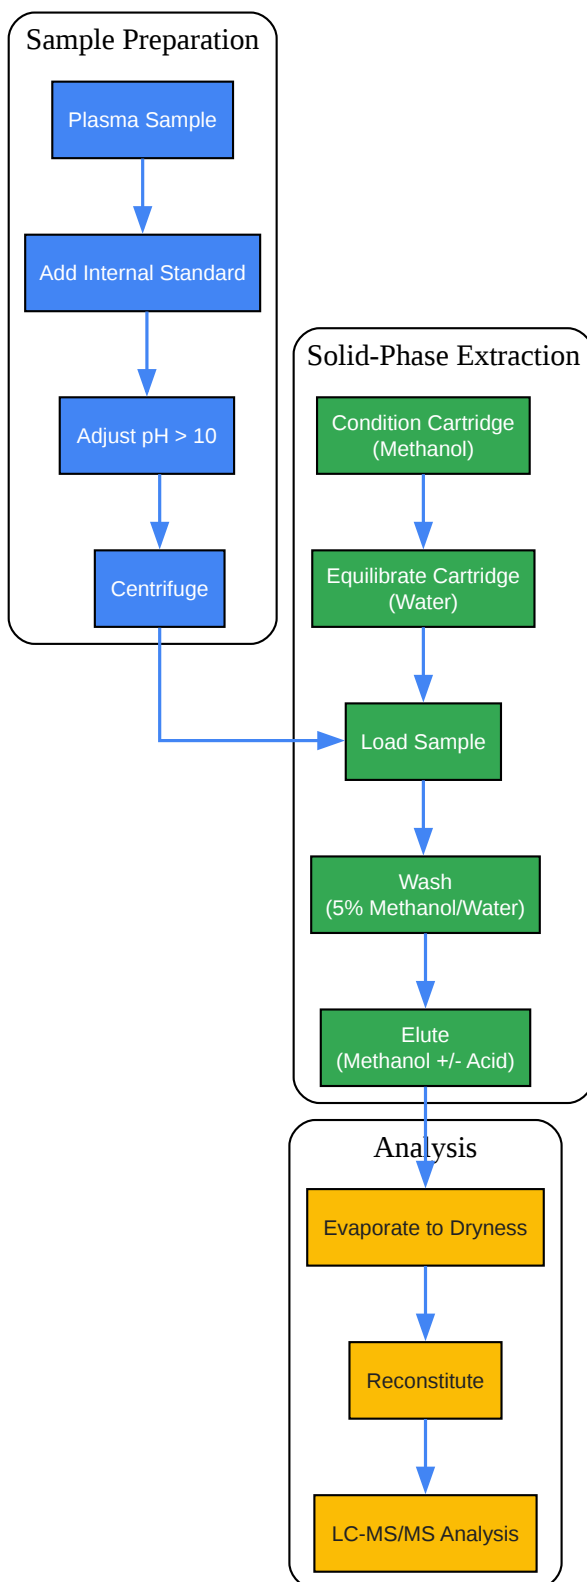 Sample Preparation
Plasma Sample
Add Internal Standard
Adjust pH > 10
Centrifuge
Solid-Phase Extraction
Condition Cartridge
(Methanol)
Equilibrate Cartridge
(Water)
Load Sample
Wash
(5% Methanol/Water)
Elute
(Methanol +/- Acid)
Analysis
Evaporate to Dryness
Reconstitute
LC-MS/MS Analysis